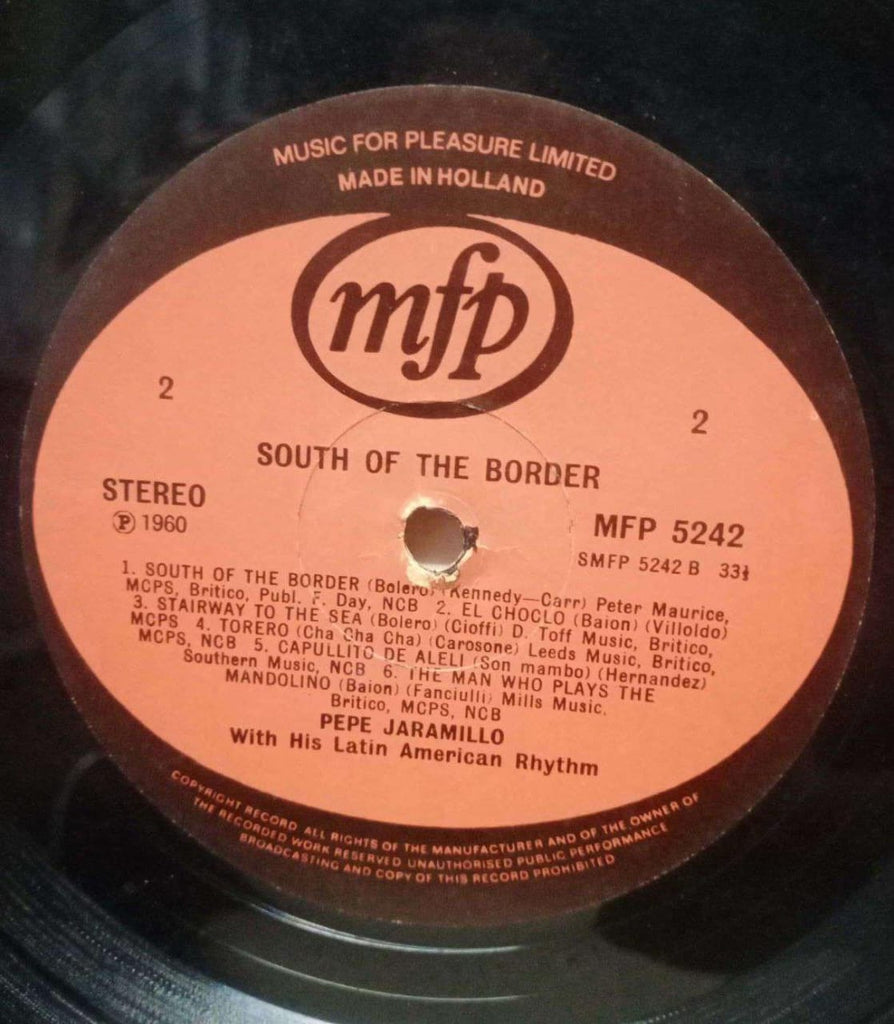 MUSIC FOR PLEASURE LIMITED
MADE IN HOLLAND
mfp
2
2
SOUTH OF THE BORDER
STEREO
Ⓟ 1960
MFP 5242
SMFP 5242 B 33⅓
1. SOUTH OF THE BORDER (Bolero) (Kennedy—Carr) Peter Maurice,
MCPS, Britico, Publ. F. Day, NCB 2. EL CHOCLO (Baion) (Villoldo)
3. STAIRWAY TO THE SEA (Bolero) (Cioffi) D. Toff Music, Britico,
MCPS 4. TORERO (Cha Cha Cha) (Carosone) Leeds Music, Britico,
MCPS, NCB 5. CAPULLITO DE ALELI (Son mambo) (Hernandez)
Southern Music, NCB 6. THE MAN WHO PLAYS THE
MANDOLINO (Baion) (Fanciulli) Mills Music.
Britico, MCPS, NCB
PEPE JARAMILLO
With His Latin American Rhythm
COPYRIGHT RECORD ALL RIGHTS OF THE MANUFACTURER AND OF THE OWNER OF
THE RECORDED WORK RESERVED UNAUTHORISED PUBLIC PERFORMANCE
BROADCASTING AND COPY OF THIS RECORD PROHIBITED